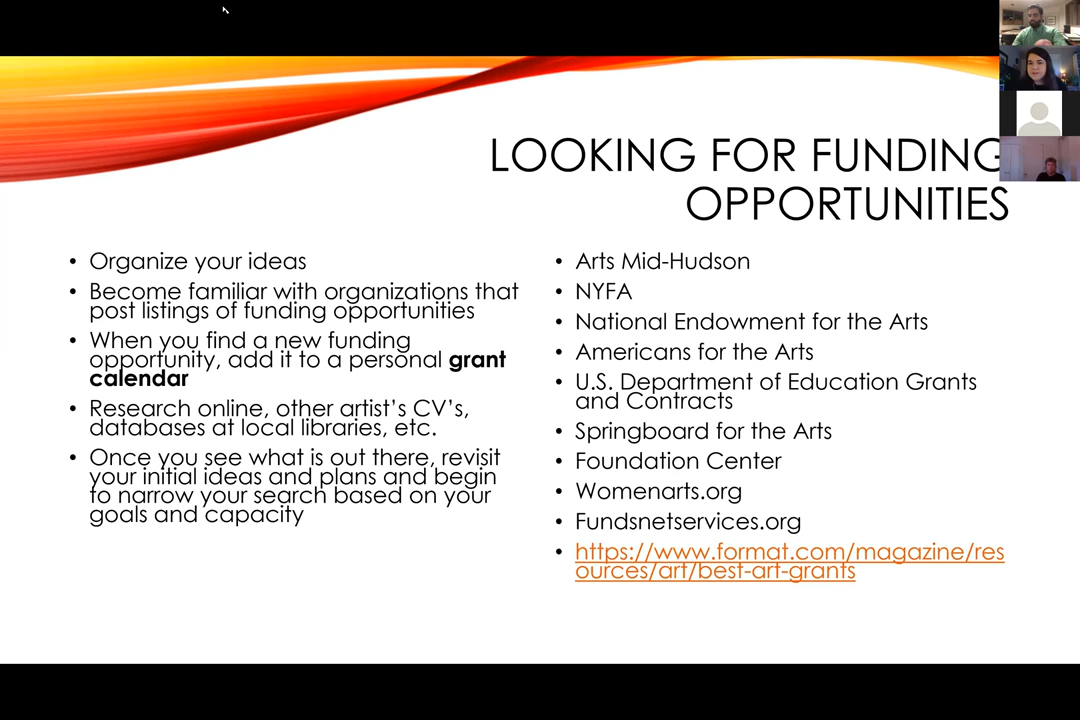 LOOKING FOR FUNDING
OPPORTUNITIES
• Organize your ideas
• Become familiar with organizations that
post listings of funding opportunities
• When you find a new funding
opportunity, add it to a personal grant
calendar
• Research online, other artist's CV's,
databases at local libraries, etc.
• Once you see what is out there, revisit
your initial ideas and plans and begin
to narrow your search based on your
goals and capacity
• Arts Mid-Hudson
• NYFA
• National Endowment for the Arts
• Americans for the Arts
• U.S. Department of Education Grants
and Contracts
• Springboard for the Arts
• Foundation Center
• Womenarts.org
• Fundsnetservices.org
• https://www.format.com/magazine/res
ources/art/best-art-grants